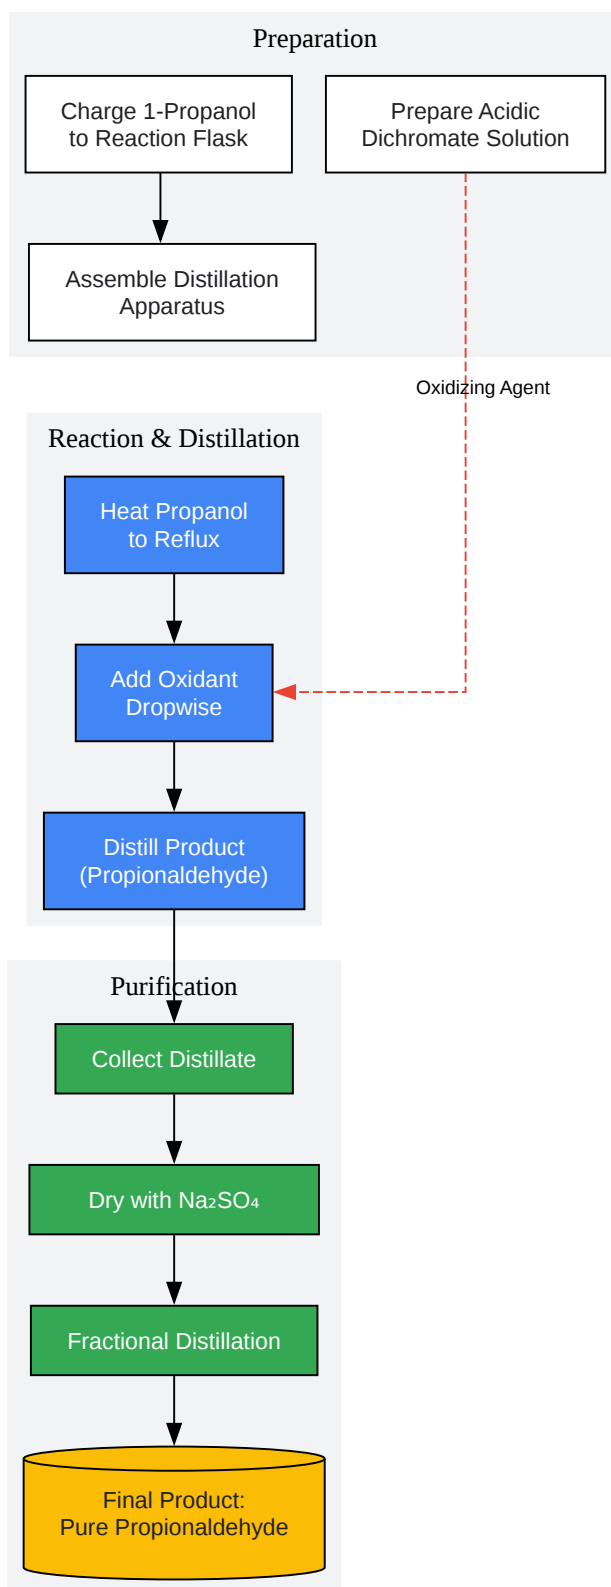 Preparation
Charge 1-Propanol
to Reaction Flask
Prepare Acidic
Dichromate Solution
Assemble Distillation
Apparatus
Oxidizing Agent
Reaction & Distillation
Heat Propanol
to Reflux
Add Oxidant
Dropwise
Distill Product
(Propionaldehyde)
Purification
Collect Distillate
Dry with Na₂SO₄
Fractional Distillation
Final Product:
Pure Propionaldehyde